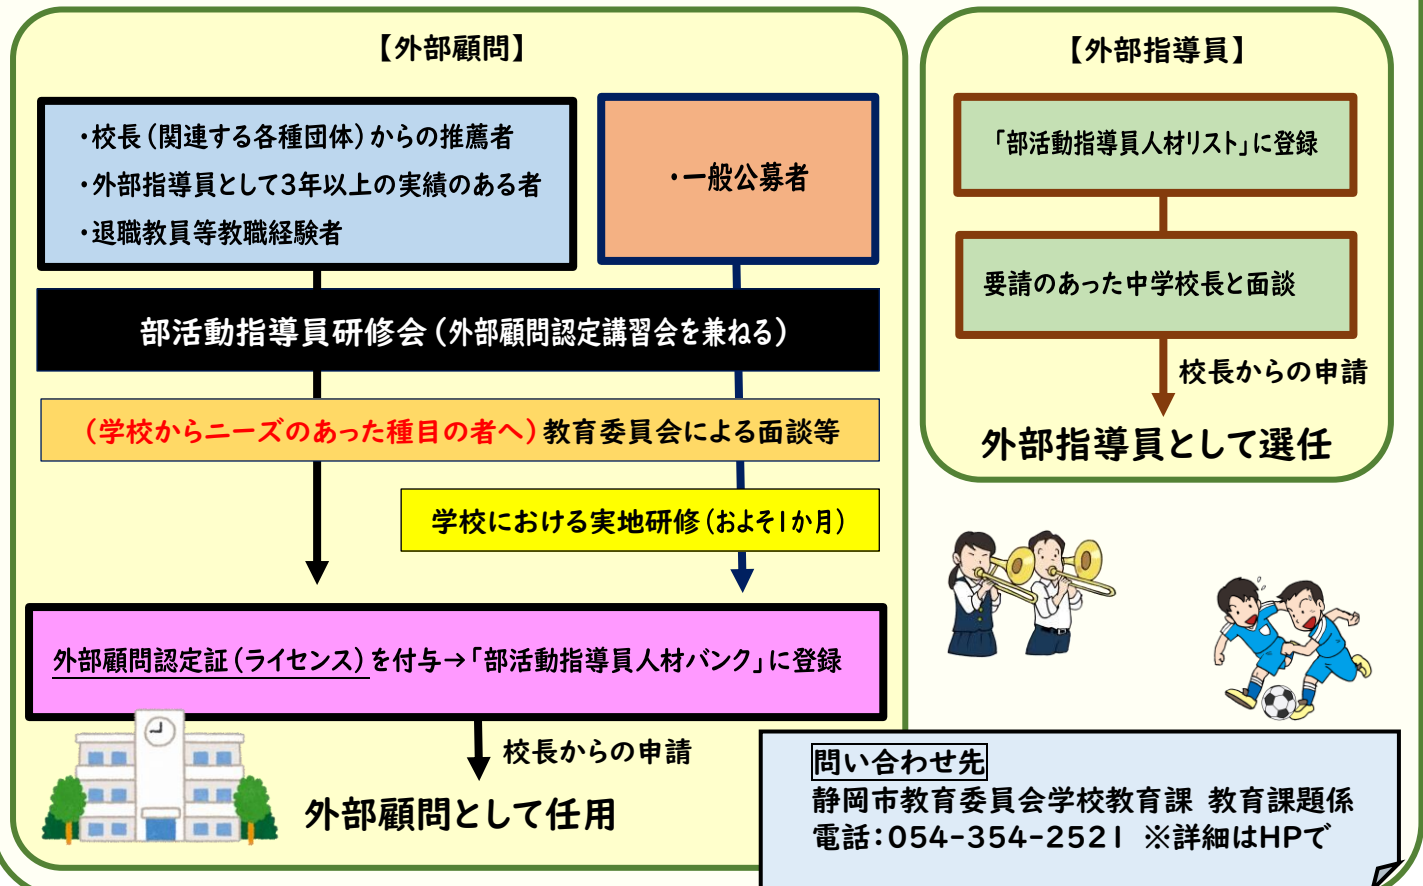 【外部顧問】
・校長(関連する各種団体)からの推薦者
・外部指導員として3年以上の実績のある者
・退職教員等教職経験者
・一般公募者
部活動指導員研修会(外部顧問認定講習会を兼ねる)
(学校からニーズのあった種目の者へ)教育委員会による面談等
学校における実地研修(およそ1か月)
外部顧問認定証(ライセンス)を付与→「部活動指導員人材バンク」に登録
校長からの申請
外部顧問として任用
【外部指導員】
「部活動指導員人材リスト」に登録
要請のあった中学校長と面談
校長からの申請
外部指導員として選任
問い合わせ先
静岡市教育委員会学校教育課 教育課題係
電話:054-354-2521 ※詳細はHPで